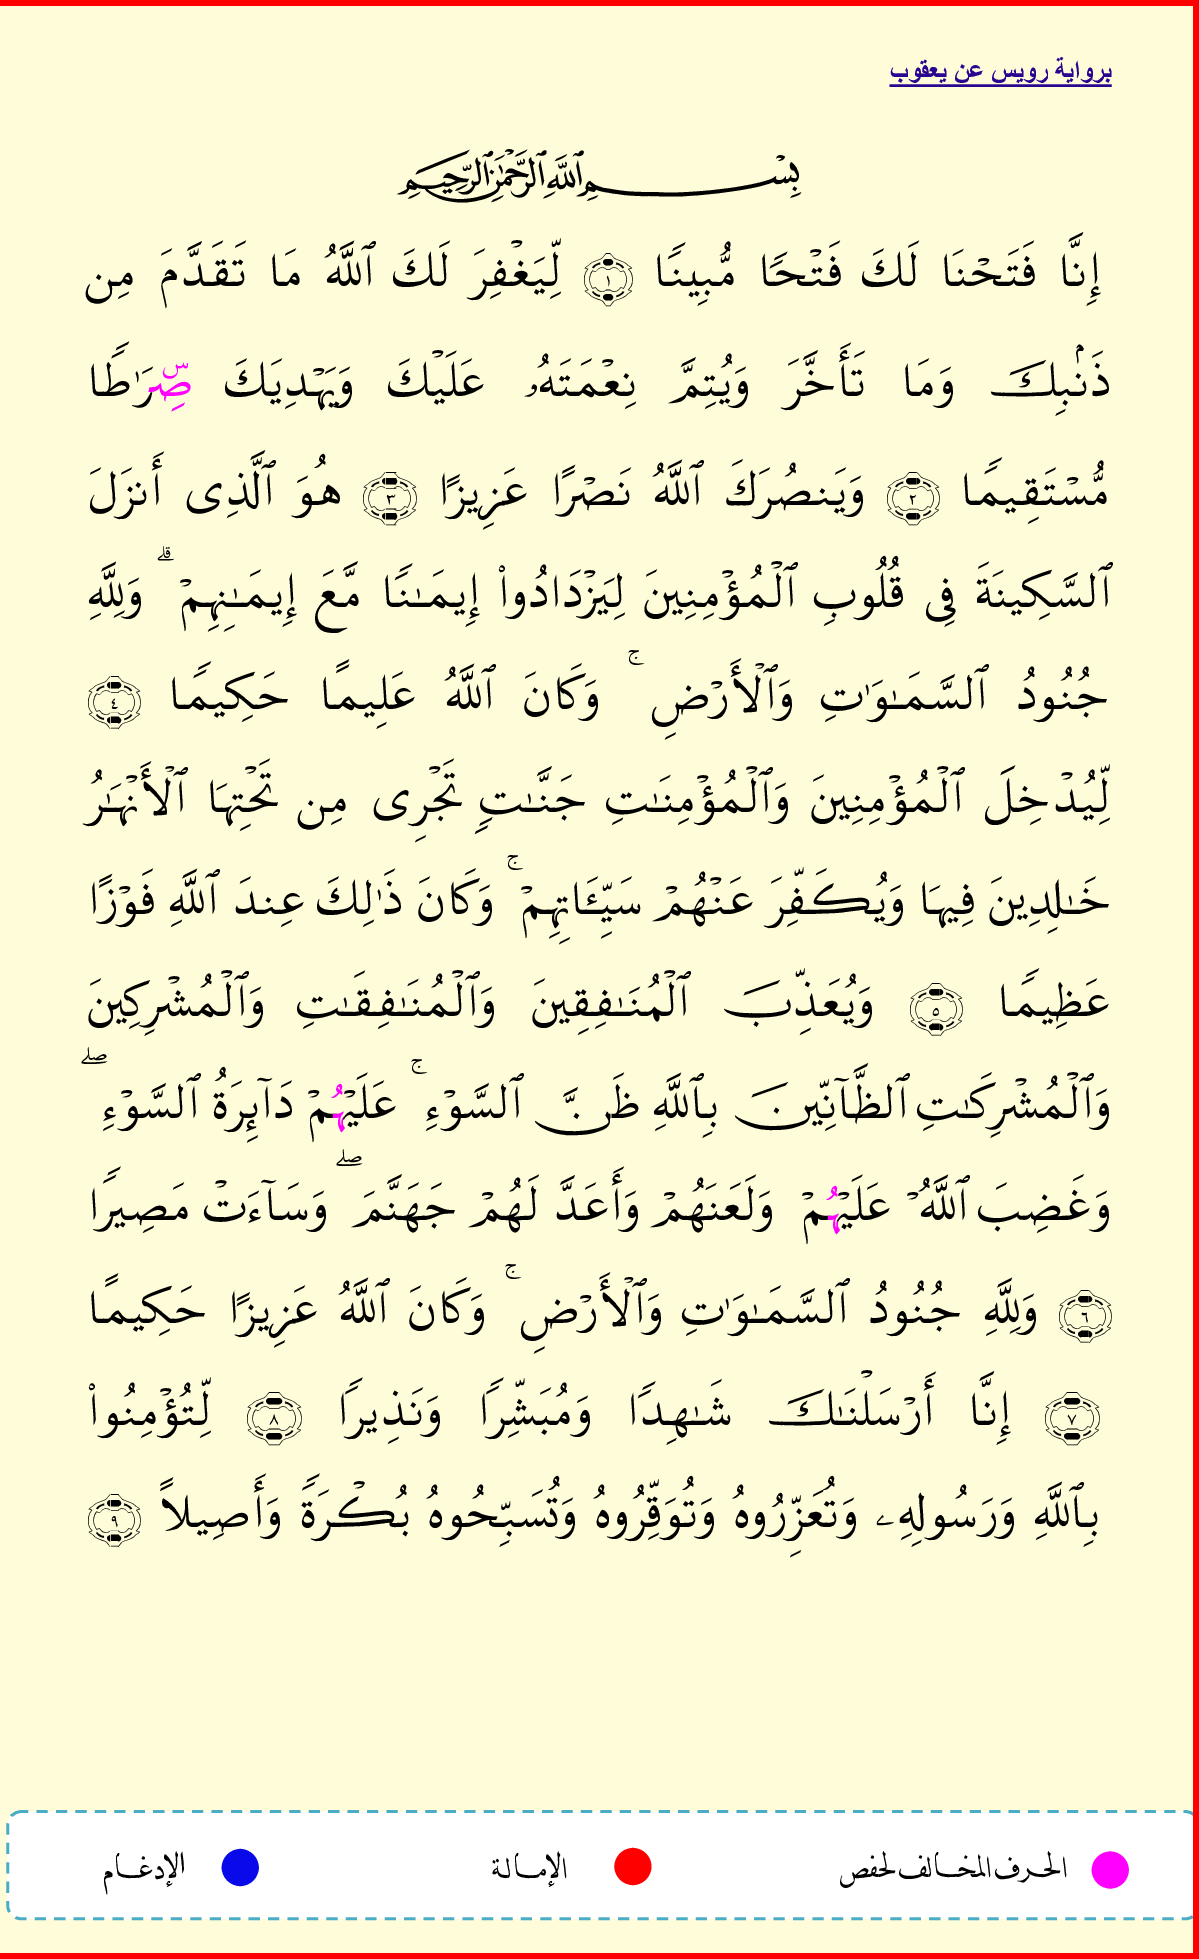 برواية رويس عن يعقوب
بِسْمِ ٱللَّهِ ٱلرَّحْمَٰنِ ٱلرَّحِيمِ
إِنَّا فَتَحْنَا لَكَ فَتْحًا مُّبِينًا ١ لِّيَغْفِرَ لَكَ ٱللَّهُ مَا تَقَدَّمَ مِن
ذَنۢبِكَ وَمَا تَأَخَّرَ وَيُتِمَّ نِعْمَتَهُۥ عَلَيْكَ وَيَهْدِيَكَ صِّۜرَٰطًا
مُّسْتَقِيمًا ٢ وَيَنصُرَكَ ٱللَّهُ نَصْرًا عَزِيزًا ٣ هُوَ ٱلَّذِى أَنزَلَ
ٱلسَّكِينَةَ فِى قُلُوبِ ٱلْمُؤْمِنِينَ لِيَزْدَادُوا۟ إِيمَـٰنًا مَّعَ إِيمَـٰنِهِمْ ۗ وَلِلَّهِ
جُنُودُ ٱلسَّمَـٰوَٰتِ وَٱلْأَرْضِ ۚ وَكَانَ ٱللَّهُ عَلِيمًا حَكِيمًا ٤
لِّيُدْخِلَ ٱلْمُؤْمِنِينَ وَٱلْمُؤْمِنَـٰتِ جَنَّـٰتٍ تَجْرِى مِن تَحْتِهَا ٱلْأَنْهَـٰرُ
خَـٰلِدِينَ فِيهَا وَيُكَفِّرَ عَنْهُمْ سَيِّـَٔاتِهِمْ ۚ وَكَانَ ذَٰلِكَ عِندَ ٱللَّهِ فَوْزًا
عَظِيمًا ٥ وَيُعَذِّبَ ٱلْمُنَـٰفِقِينَ وَٱلْمُنَـٰفِقَـٰتِ وَٱلْمُشْرِكِينَ
وَٱلْمُشْرِكَـٰتِ ٱلظَّآنِّينَ بِٱللَّهِ ظَنَّ ٱلسَّوْءِ ۚ عَلَيْهُمْ دَآئِرَةُ ٱلسَّوْءِ ۖ
وَغَضِبَ ٱللَّهُ عَلَيْهُمْ وَلَعَنَهُمْ وَأَعَدَّ لَهُمْ جَهَنَّمَ ۖ وَسَآءَتْ مَصِيرًا
٦ وَلِلَّهِ جُنُودُ ٱلسَّمَـٰوَٰتِ وَٱلْأَرْضِ ۚ وَكَانَ ٱللَّهُ عَزِيزًا حَكِيمًا
٧ إِنَّا أَرْسَلْنَـٰكَ شَـٰهِدًا وَمُبَشِّرًا وَنَذِيرًا ٨ لِّتُؤْمِنُوا۟
بِٱللَّهِ وَرَسُولِهِۦ وَتُعَزِّرُوهُ وَتُوَقِّرُوهُ وَتُسَبِّحُوهُ بُكْرَةً وَأَصِيلاً ٩
الحرف المخالف لحفص الإمالة الإدغام